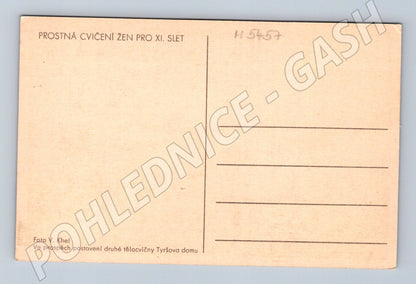 PROSTNÁ CVIČENÍ ŽEN PRO XI. SLET
M 5457
POHLEDNICE - GASH
Foto V. Khel
Ve prospěch postavení druhé tělocvičny Tyršova domu